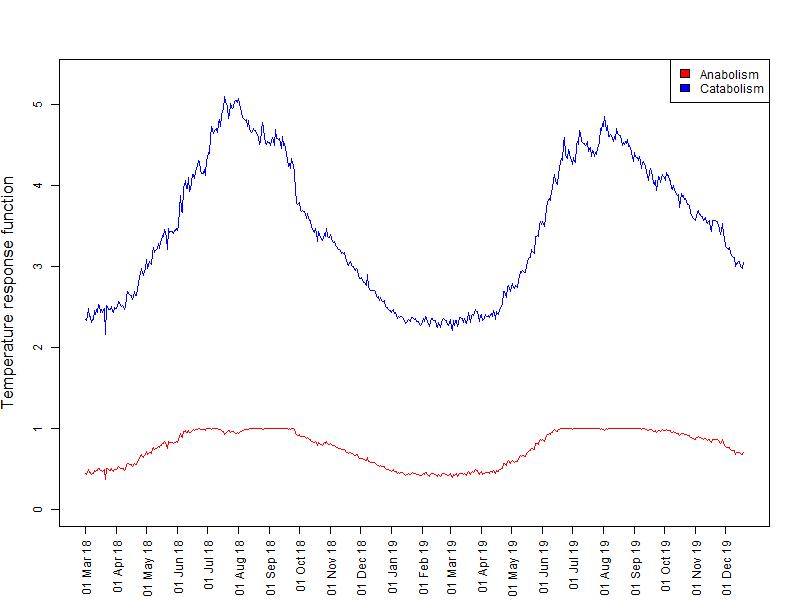 Anabolism
Catabolism
Temperature response function
5
4
3
2
1
0
01 Mar 18
01 Apr 18
01 May 18
01 Jun 18
01 Jul 18
01 Aug 18
01 Sep 18
01 Oct 18
01 Nov 18
01 Dec 18
01 Jan 19
01 Feb 19
01 Mar 19
01 Apr 19
01 May 19
01 Jun 19
01 Jul 19
01 Aug 19
01 Sep 19
01 Oct 19
01 Nov 19
01 Dec 19